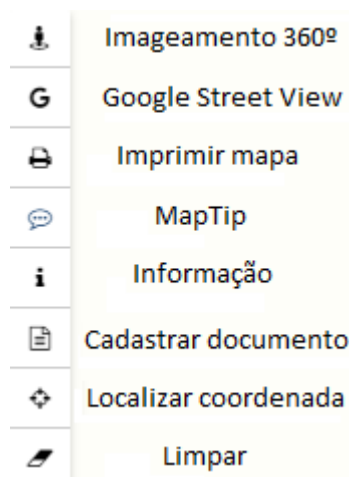 Imageamento 360º
G Google Street View
Imprimir mapa
MapTip
i Informação
Cadastrar documento
Localizar coordenada
Limpar